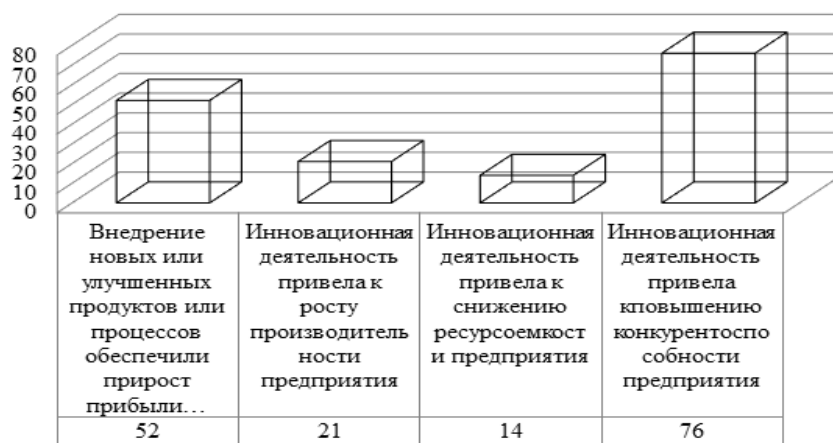 80
70
60
50
40
30
20
10
0
Внедрение
новых или
улучшенных
продуктов или
процессов
обеспечили
прирост
прибыли…
Инновационная
деятельность
привела к
росту
производитель
ности
предприятия
Инновационная
деятельность
привела к
снижению
ресурсоемкост
и предприятия
Инновационная
деятельность
привела
кповышению
конкурентоспо
собности
предприятия
52
21
14
76